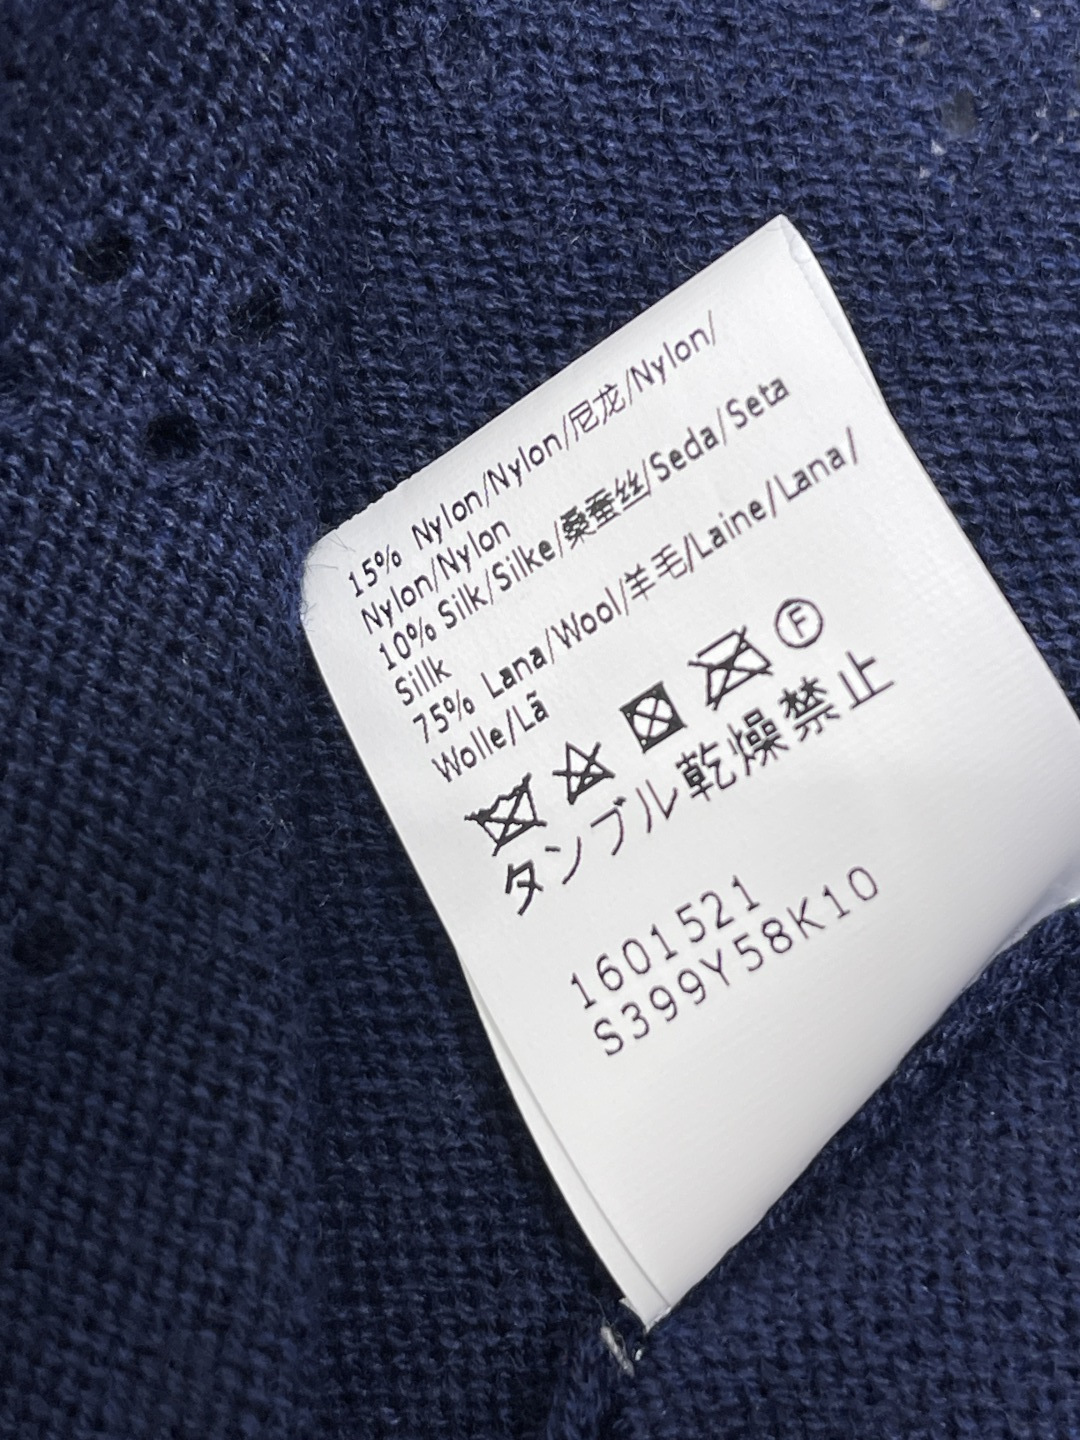 15% Nylon/Nylon/尼龙/Nylon/
Nylon/Nylon
10% Silk/Silke/桑蚕丝/Seda/Seta
Sillk
75% Lana/Wool/羊毛/Laine/Lana/
Wolle/Lã
F
タンブル乾燥禁止
1601521
S399Y58K10